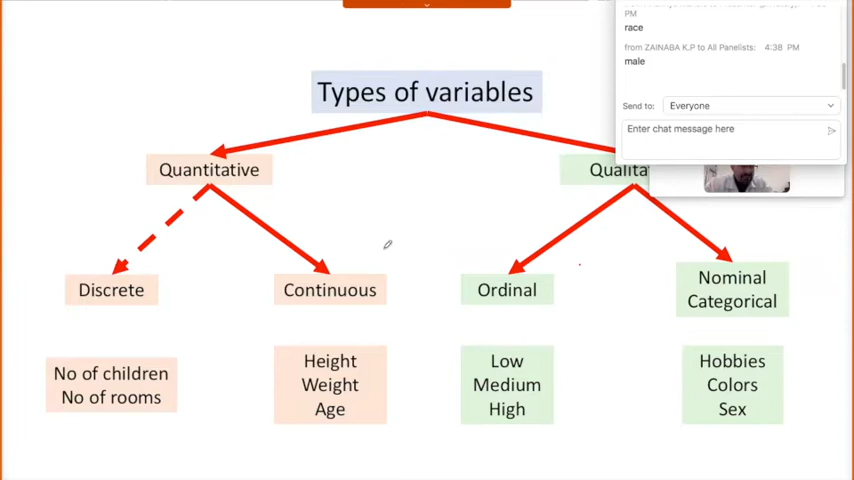 PM
race
from ZAINABA K.P to All Panelists: 4:38 PM
male
Send to: Everyone
Enter chat message here
Types of variables
Quantitative
Qualita
Discrete
Continuous
Ordinal
Nominal
Categorical
No of children
No of rooms
Height
Weight
Age
Low
Medium
High
Hobbies
Colors
Sex